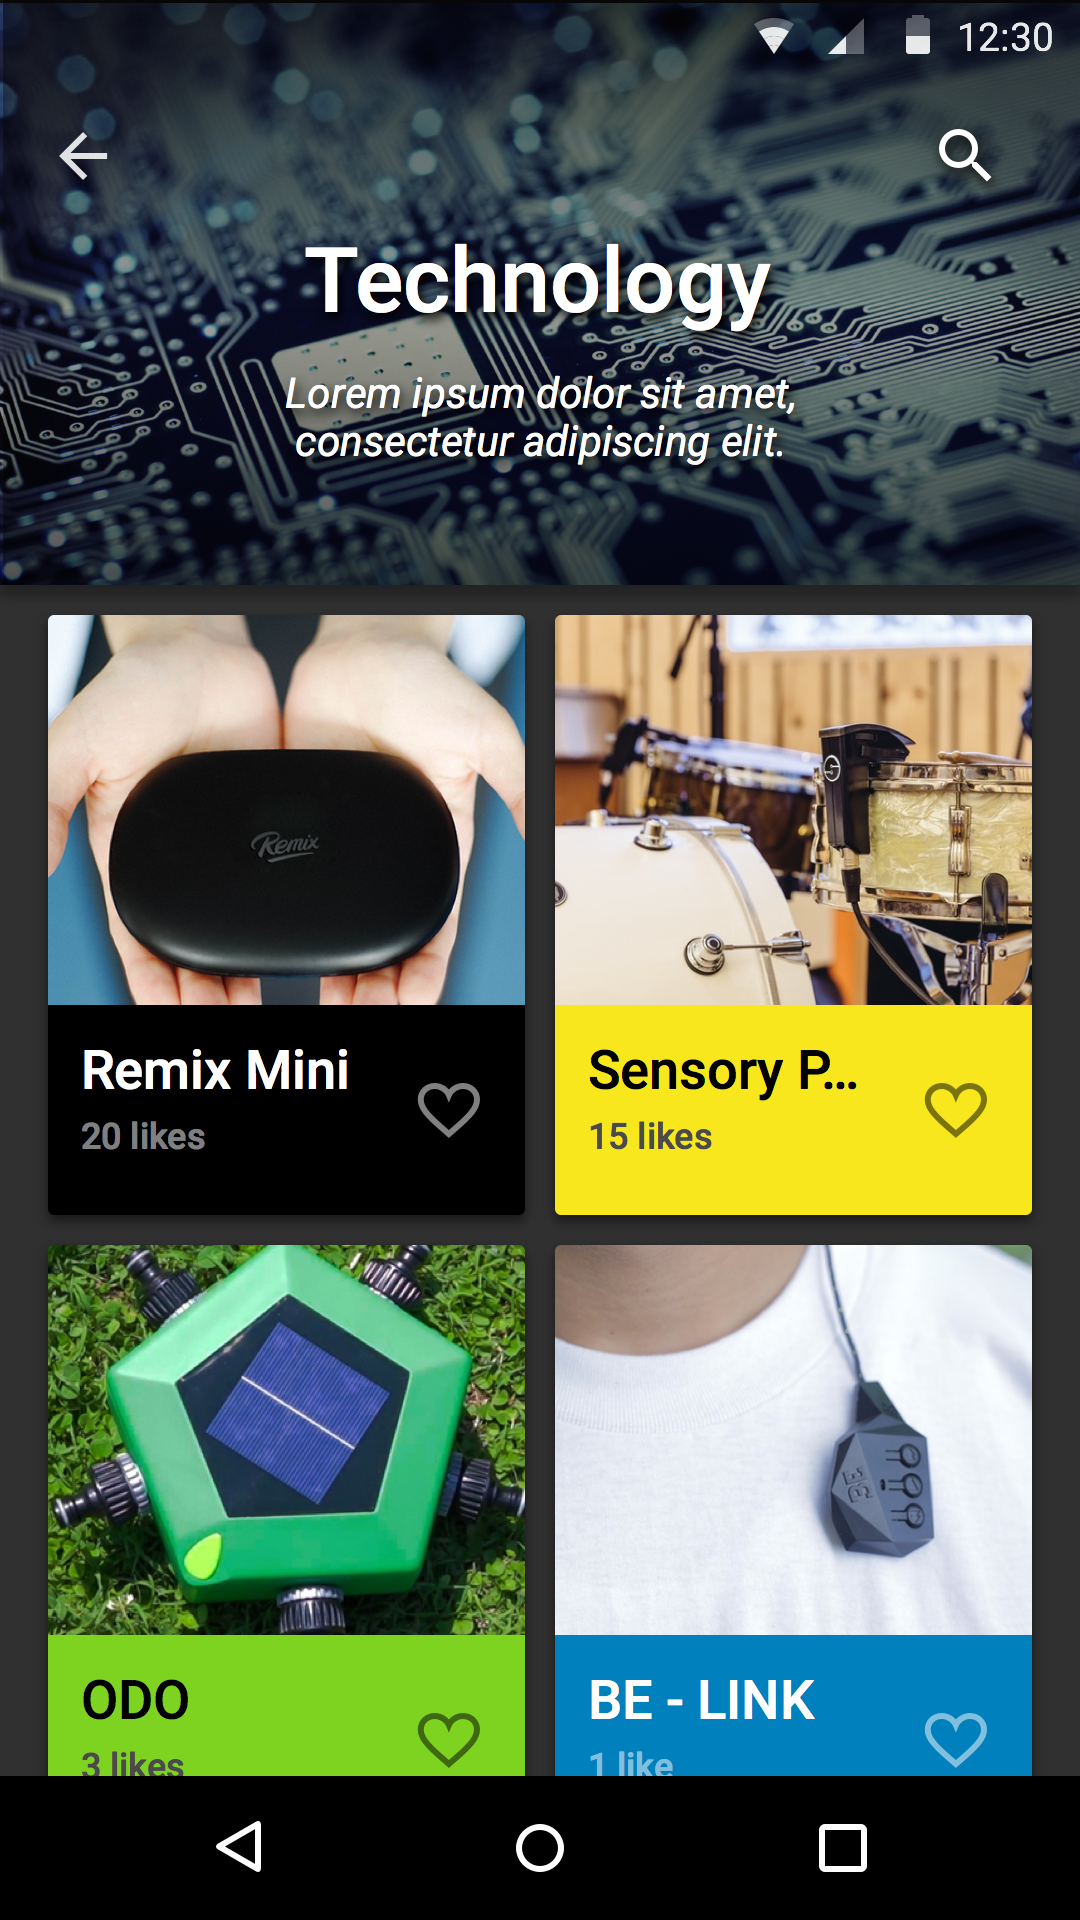 12:30
Technology
Lorem ipsum dolor sit amet,
consectetur adipiscing elit.
Remix
Remix Mini
20 likes
Sensory P...
15 likes
ODO
3 likes
BE - LINK
1 like